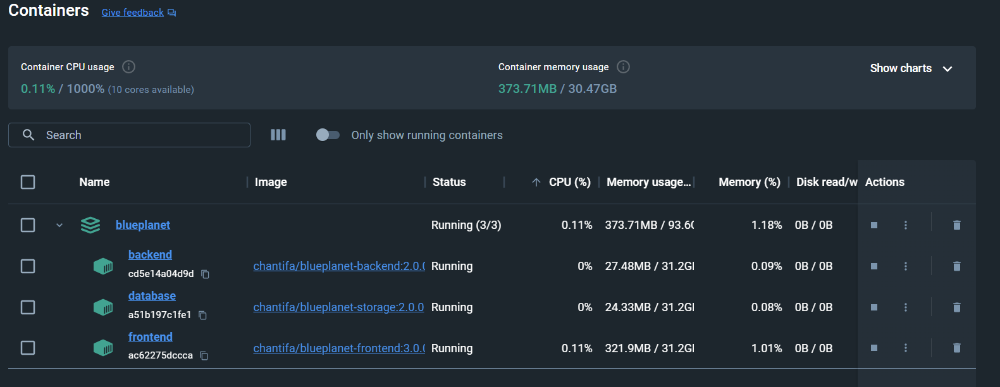 Containers Give feedback
Container CPU usage
0.11% / 1000% (10 cores available)
Container memory usage
373.71MB / 30.47GB
Show charts
Search
Only show running containers
Name Image Status CPU (%) Memory usage... Memory (%) Disk read/w Actions
blueplanet Running (3/3) 0.11% 373.71MB / 93.6 1.18% 0B / 0B
backend
cd5e14a04d9d
chantifa/blueplanet-backend:2.0. Running 0% 27.48MB / 31.2G 0.09% 0B / 0B
database
a51b197c1fe1
chantifa/blueplanet-storage:2.0.0 Running 0% 24.33MB / 31.2G 0.08% 0B / 0B
frontend
ac62275dccca
chantifa/blueplanet-frontend:3.0. Running 0.11% 321.9MB / 31.2G 1.01% 0B / 0B